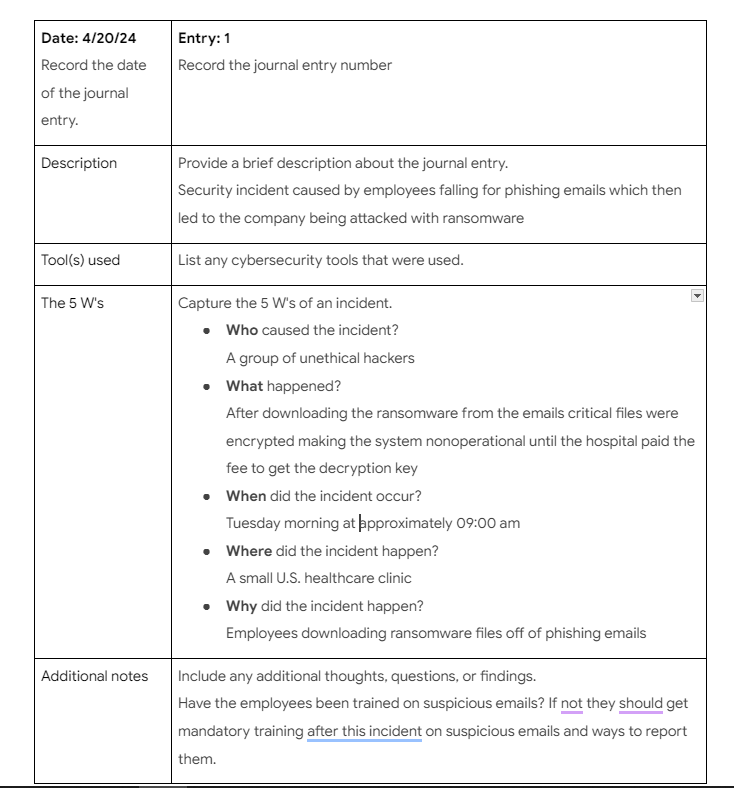 Date: 4/20/24
Record the date
of the journal
entry.
Entry: 1
Record the journal entry number
Description
Provide a brief description about the journal entry.
Security incident caused by employees falling for phishing emails which then
led to the company being attacked with ransomware
Tool(s) used
List any cybersecurity tools that were used.
The 5 W's
Capture the 5 W's of an incident.
● Who caused the incident?
A group of unethical hackers
● What happened?
After downloading the ransomware from the emails critical files were
encrypted making the system nonoperational until the hospital paid the
fee to get the decryption key
● When did the incident occur?
Tuesday morning at approximately 09:00 am
● Where did the incident happen?
A small U.S. healthcare clinic
● Why did the incident happen?
Employees downloading ransomware files off of phishing emails
Additional notes
Include any additional thoughts, questions, or findings.
Have the employees been trained on suspicious emails? If not they should get
mandatory training after this incident on suspicious emails and ways to report
them.